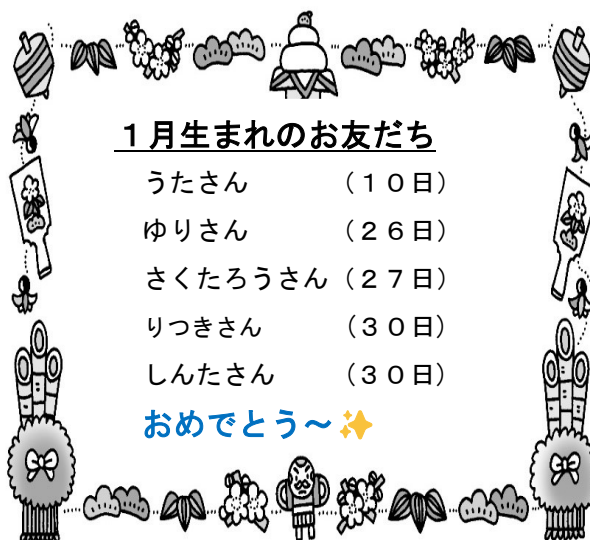 １月生まれのお友だち
うたさん　　　（１０日）
ゆりさん　　　（２６日）
さくたろうさん（２７日）
りつきさん　　（３０日）
しんたさん　　（３０日）
おめでとう～✨